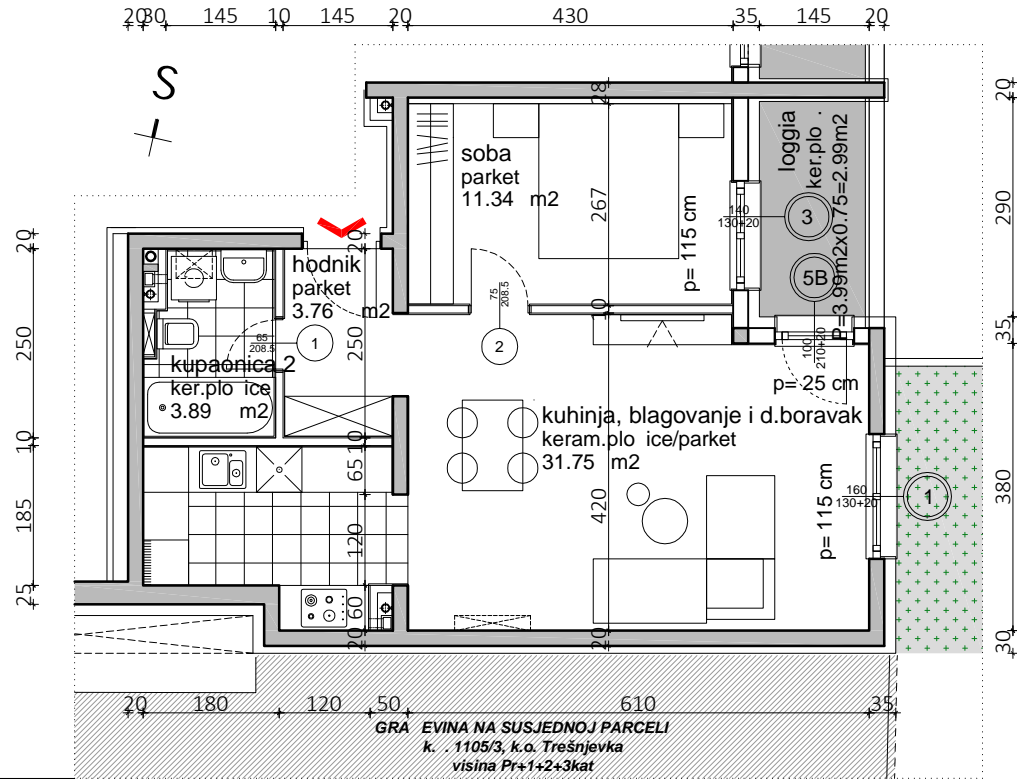 20 30 145 10 145 20 430 35 145 20
S
28
20
soba
parket
11.34 m2
267
p= 115 cm
140
130+20
3
5B
loggia
ker.plo .
P=3.99m2x0.75=2.99m2
290
20
20
hodnik
parket
3.76 m2
75
208.5
10
250
65
208.5
1
250
2
100
210+20
35
p= 25 cm
kupaonica 2
ker.plo ice
3.89 m2
kuhinja, blagovanje i d.boravak
keram.plo ice/parket
31.75 m2
10
10
65
185
120
420
p= 115 cm
160
130+20
1
380
25
60
20
20
30
20 180 120 50 610 35
GRA EVINA NA SUSJEDNOJ PARCELI
k. . 1105/3, k.o. Trešnjevka
visina Pr+1+2+3kat